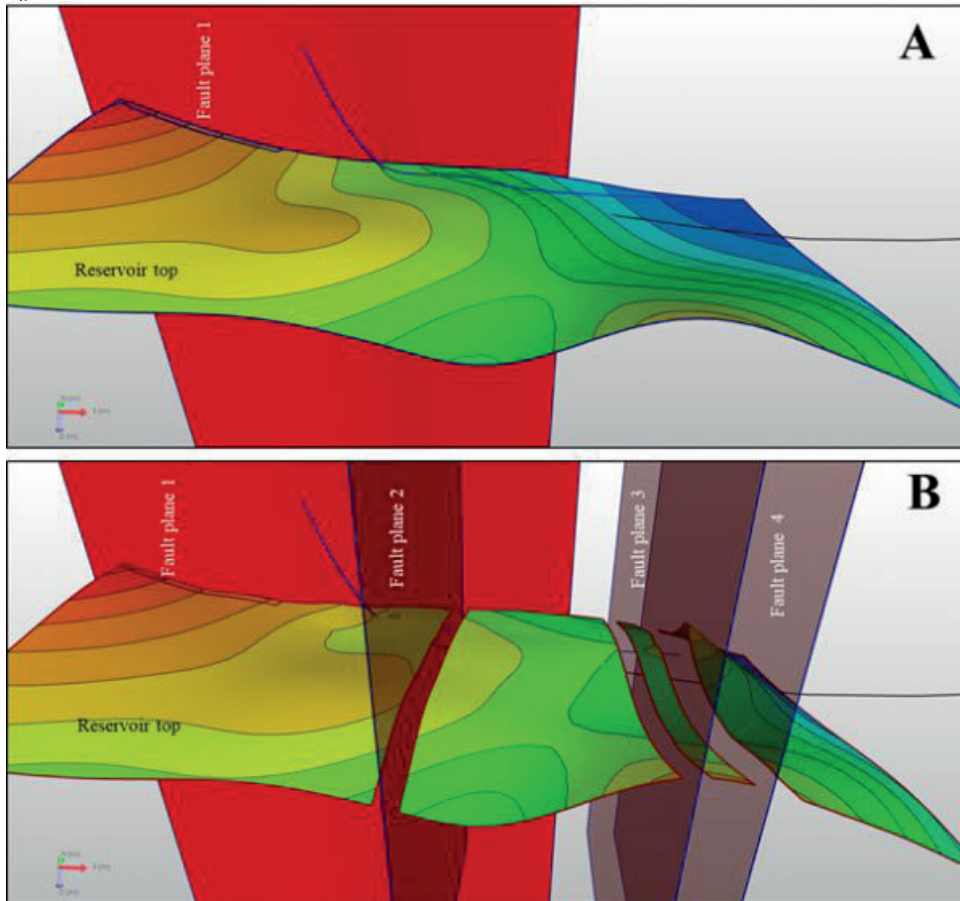 A
Fault plane 1
Reservoir top
B
Fault plane 1
Fault plane 2
Fault plane 3
Fault plane 4
Reservoir top